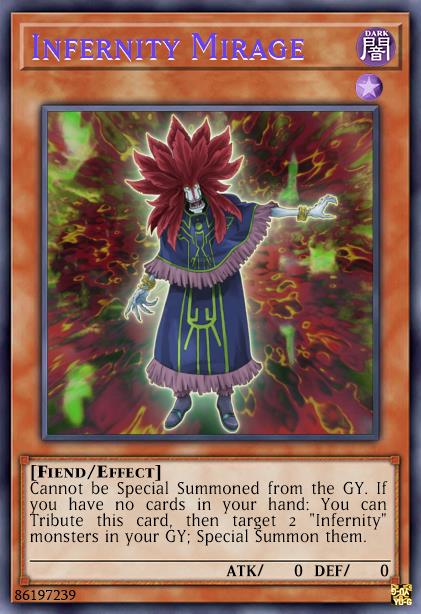 INFERNITY MIRAGE
DARK
闇
[FIEND/EFFECT]
Cannot be Special Summoned from the GY. If
you have no cards in your hand: You can
Tribute this card, then target 2 "Infernity"
monsters in your GY; Special Summon them.
ATK/ 0 DEF/ 0
86197239